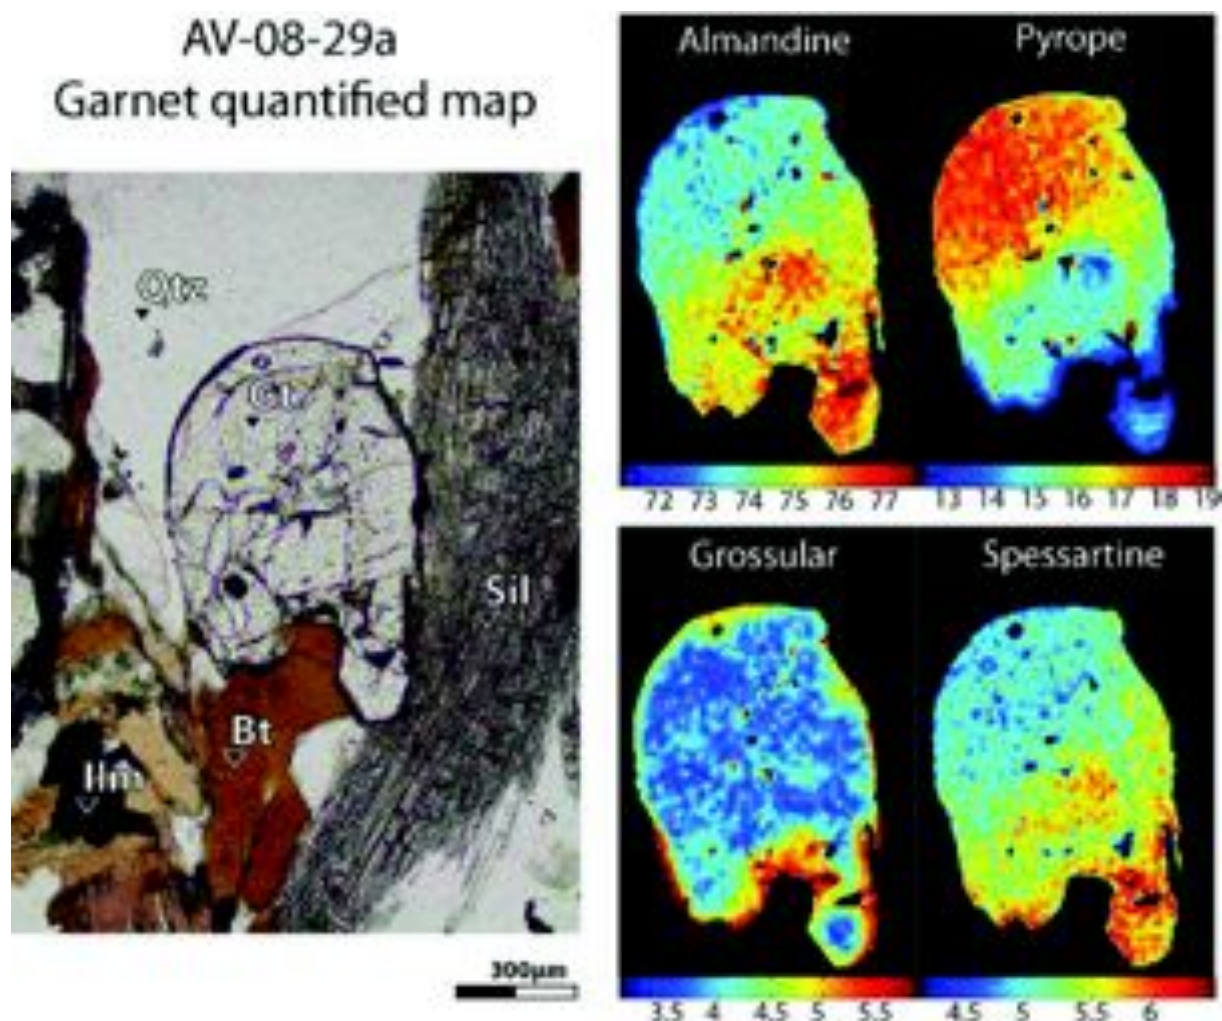 AV-08-29a
Garnet quantified map
Qtz
Gt
Sil
Bt
Ilm
300µm
Almandine Pyrope
72 73 74 75 76 77 13 14 15 16 17 18 19
Grossular Spessartine
3.5 4 4.5 5 5.5 4.5 5 5.5 6